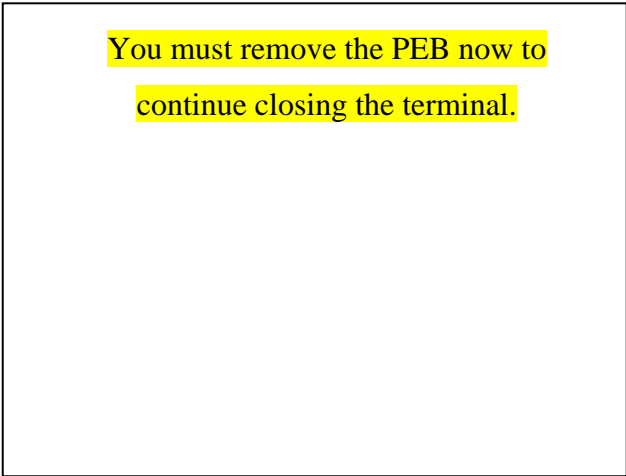 You must remove the PEB now to
continue closing the terminal.